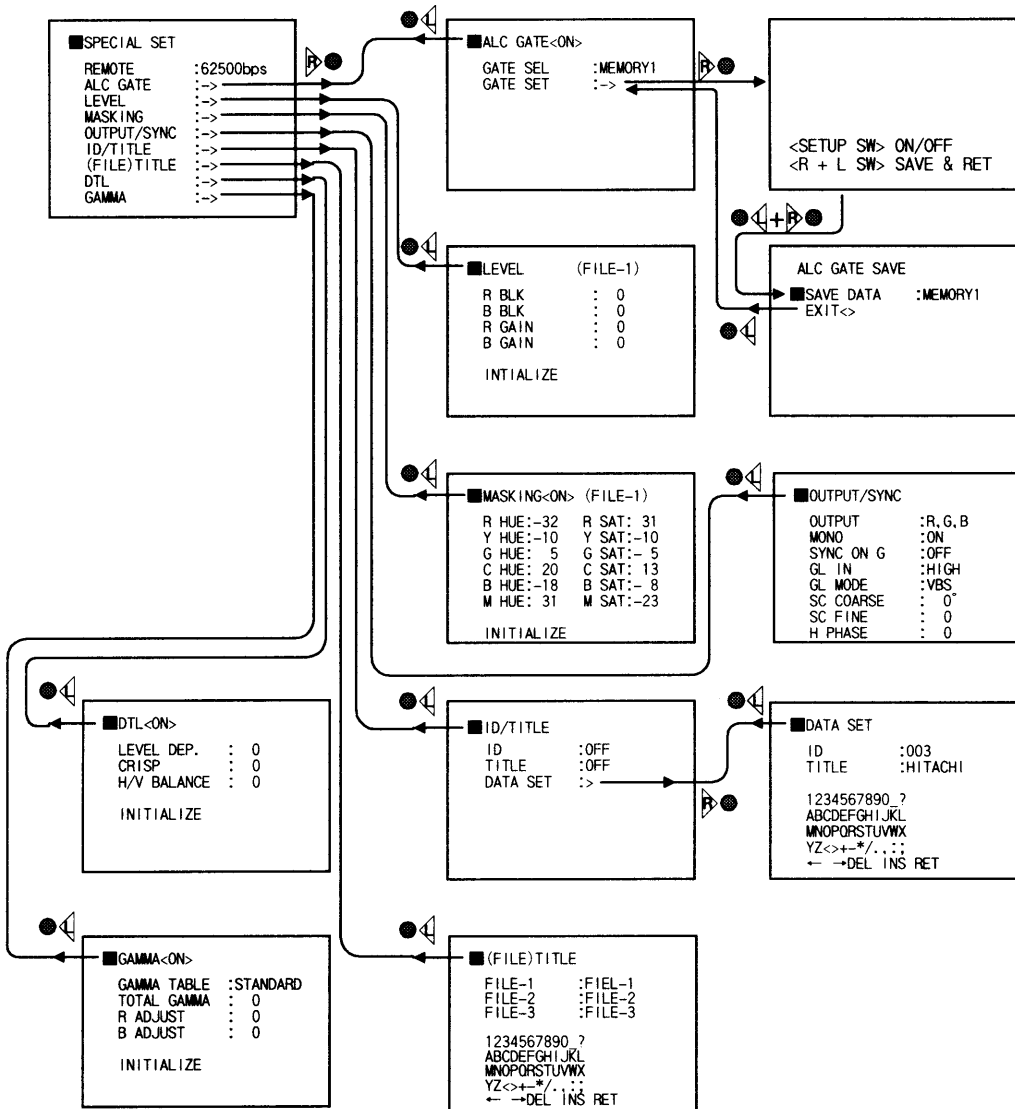 ■SPECIAL SET
REMOTE :62500bps
ALC GATE :->
LEVEL :->
MASKING :->
OUTPUT/SYNC :->
ID/TITLE :->
(FILE)TITLE :->
DTL :->
GAMMA :->
R
L
■ALC GATE<ON>
GATE SEL :MEMORY1
GATE SET :->
R
<SETUP SW> ON/OFF
<R + L SW> SAVE & RET
L + R
ALC GATE SAVE
■SAVE DATA :MEMORY1
EXIT<>
L
L
■LEVEL (FILE-1)
R BLK : 0
B BLK : 0
R GAIN : 0
B GAIN : 0
INTIALIZE
L
■MASKING<ON> (FILE-1)
R HUE:-32 R SAT: 31
Y HUE:-10 Y SAT:-10
G HUE: 5 G SAT:- 5
C HUE: 20 C SAT: 13
B HUE:-18 B SAT:- 8
M HUE: 31 M SAT:-23
INITIALIZE
L
■OUTPUT/SYNC
OUTPUT :R,G,B
MONO :ON
SYNC ON G :OFF
GL IN :HIGH
GL MODE :VBS
SC COARSE : 0°
SC FINE : 0
H PHASE : 0
L
■DTL<ON>
LEVEL DEP. : 0
CRISP : 0
H/V BALANCE : 0
INITIALIZE
L
■ID/TITLE
ID :OFF
TITLE :OFF
DATA SET :>
R
L
■DATA SET
ID :003
TITLE :HITACHI
1234567890_?
ABCDEFGHIJKL
MNOPQRSTUVWX
YZ<>+-*/.,:;
← →DEL INS RET
L
■GAMMA<ON>
GAMMA TABLE :STANDARD
TOTAL GAMMA : 0
R ADJUST : 0
B ADJUST : 0
INITIALIZE
L
■(FILE)TITLE
FILE-1 :FIEL-1
FILE-2 :FILE-2
FILE-3 :FILE-3
1234567890_?
ABCDEFGHIJKL
MNOPQRSTUVWX
YZ<>+-*/.,:;
← →DEL INS RET